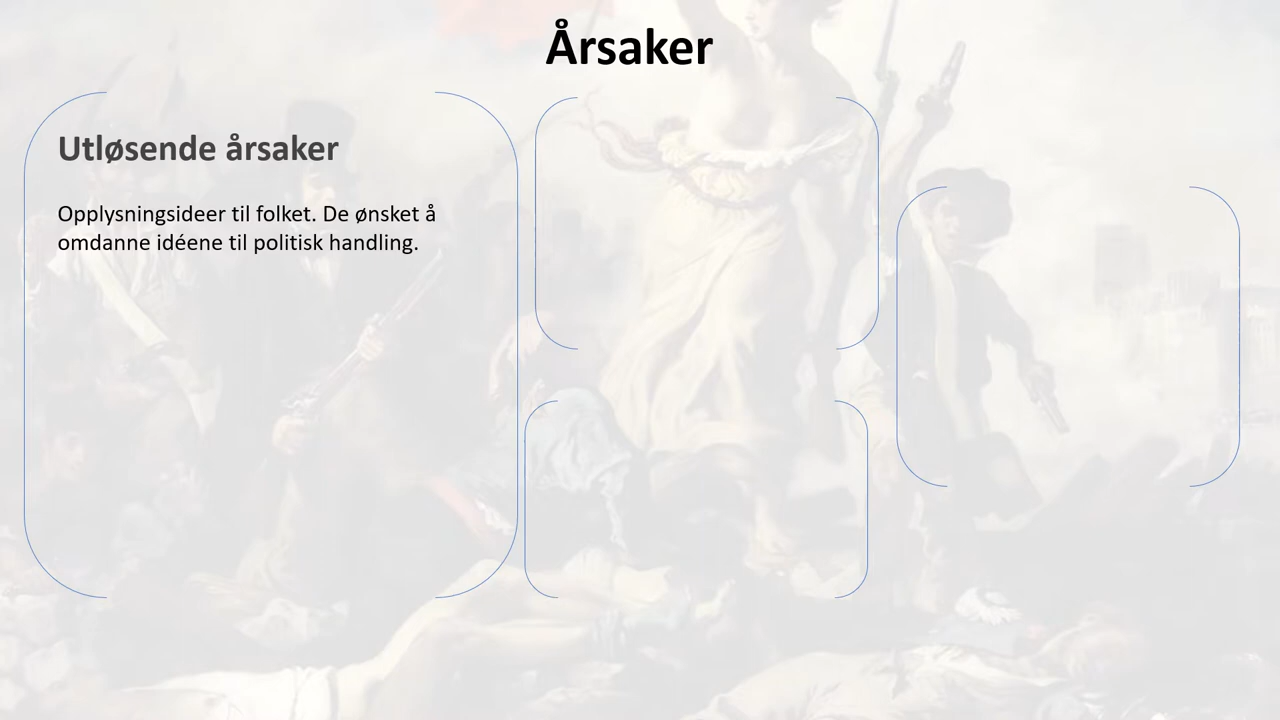 Årsaker
Utløsende årsaker
Opplysningsideer til folket. De ønsket å
omdanne idéene til politisk handling.